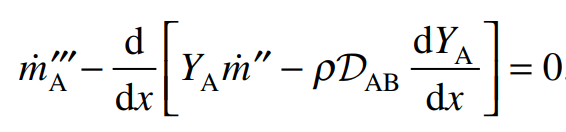 ṁ‴_A − d/dx [Y_A ṁ″ − ρ𝒟_AB dY_A/dx] = 0.